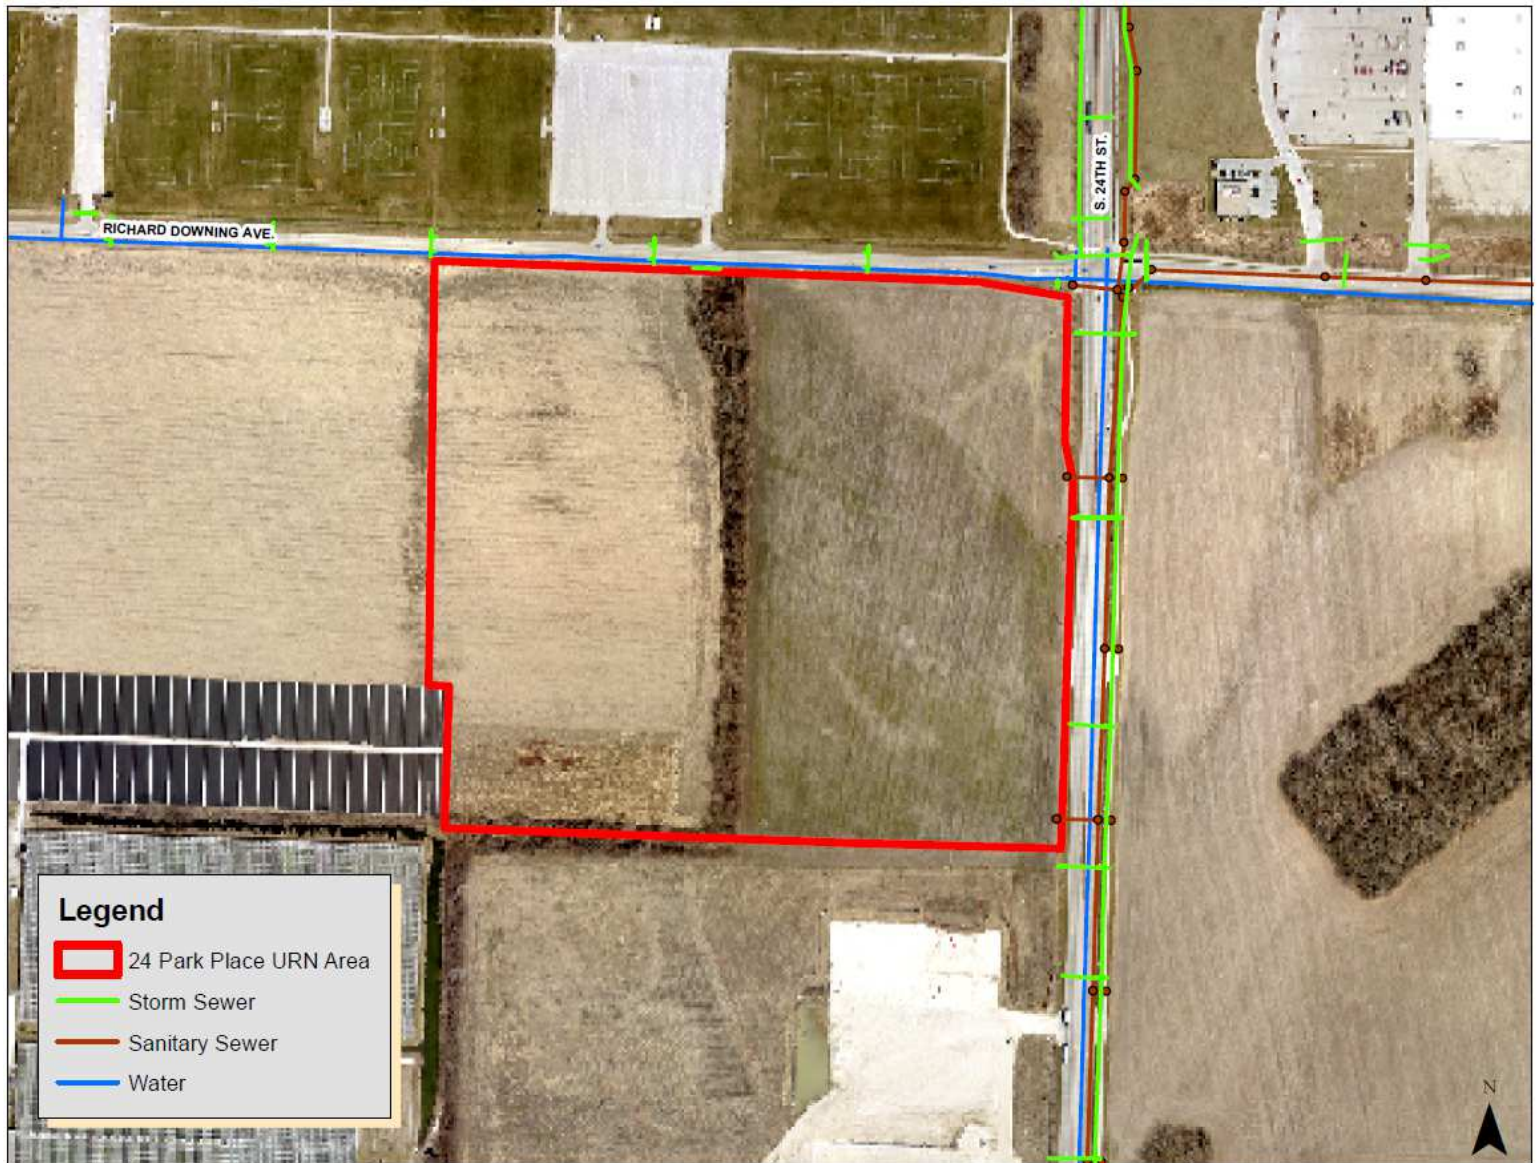 S. 24TH ST.
RICHARD DOWNING AVE.
Legend
24 Park Place URN Area
Storm Sewer
Sanitary Sewer
Water
N